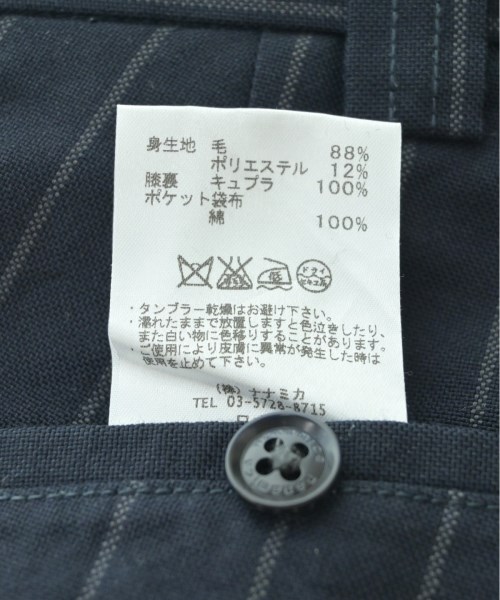 身生地 毛 88%
ポリエステル 12%
膝裏 キュプラ 100%
ポケット袋布
綿 100%
ドライ
セキユ系
・タンブラー乾燥はお避け下さい。
・濡れたままで放置しますと色泣きしたり、
また白い物に色移りすることがあります。
・ご使用により皮膚に異常が発生した時は
使用を止めて下さい。
(株) ナナミカ
TEL 03-5728-8715